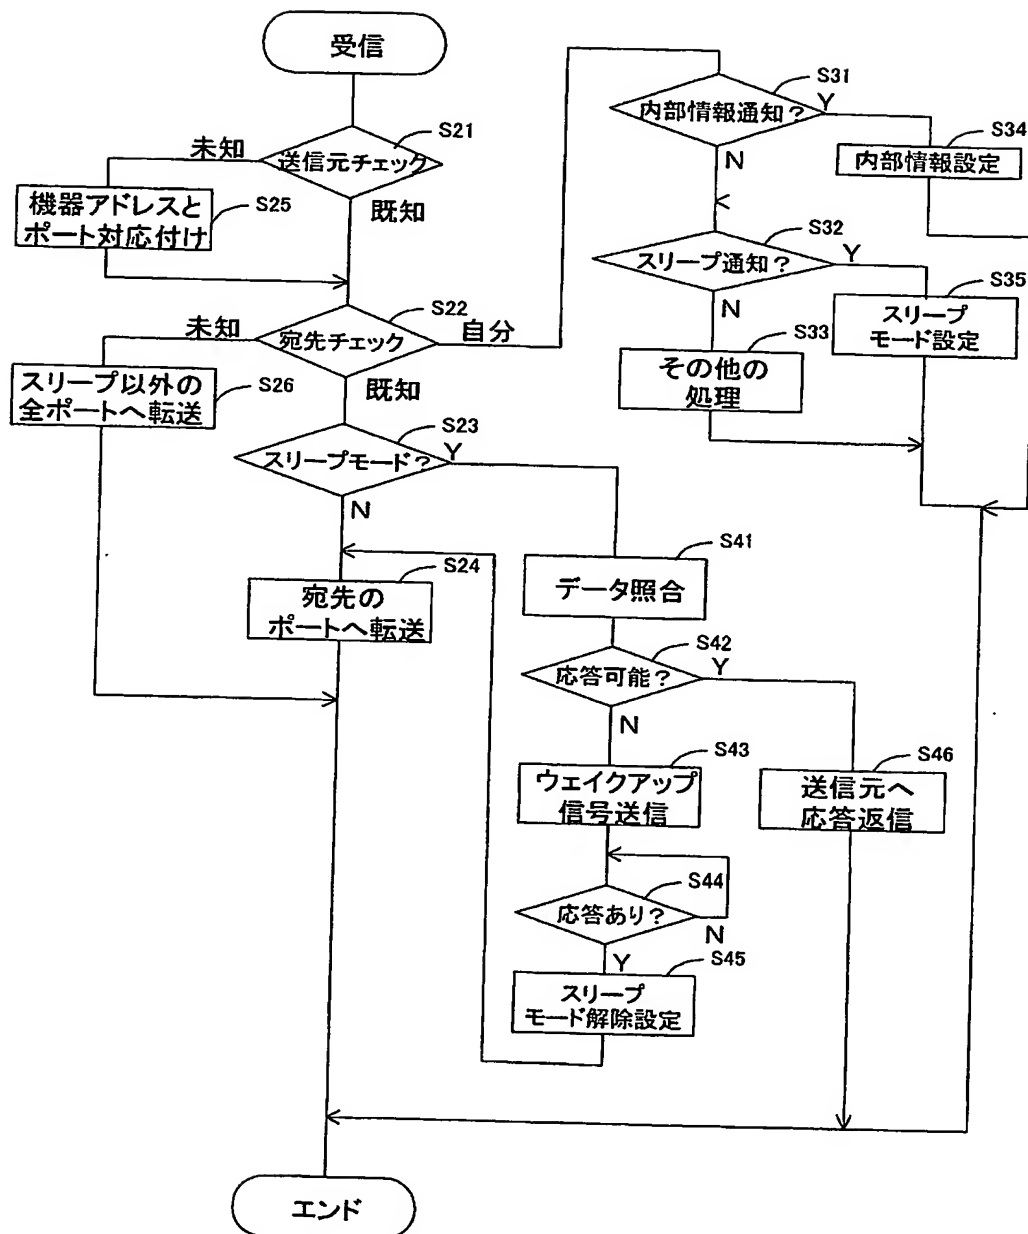 受信
S21
送信元チェック
未知
既知
S25
機器アドレスと
ポート対応付け
S22
宛先チェック
未知
自分
既知
S26
スリープ以外の
全ポートへ転送
S23
スリープモード?
Y
N
S24
宛先の
ポートへ転送
S31
内部情報通知?
Y
N
S34
内部情報設定
S32
スリープ通知?
Y
N
S35
スリープ
モード設定
S33
その他の
処理
S41
データ照合
S42
応答可能?
Y
N
S43
ウェイクアップ
信号送信
S46
送信元へ
応答返信
S44
応答あり?
N
Y
S45
スリープ
モード解除設定
エンド